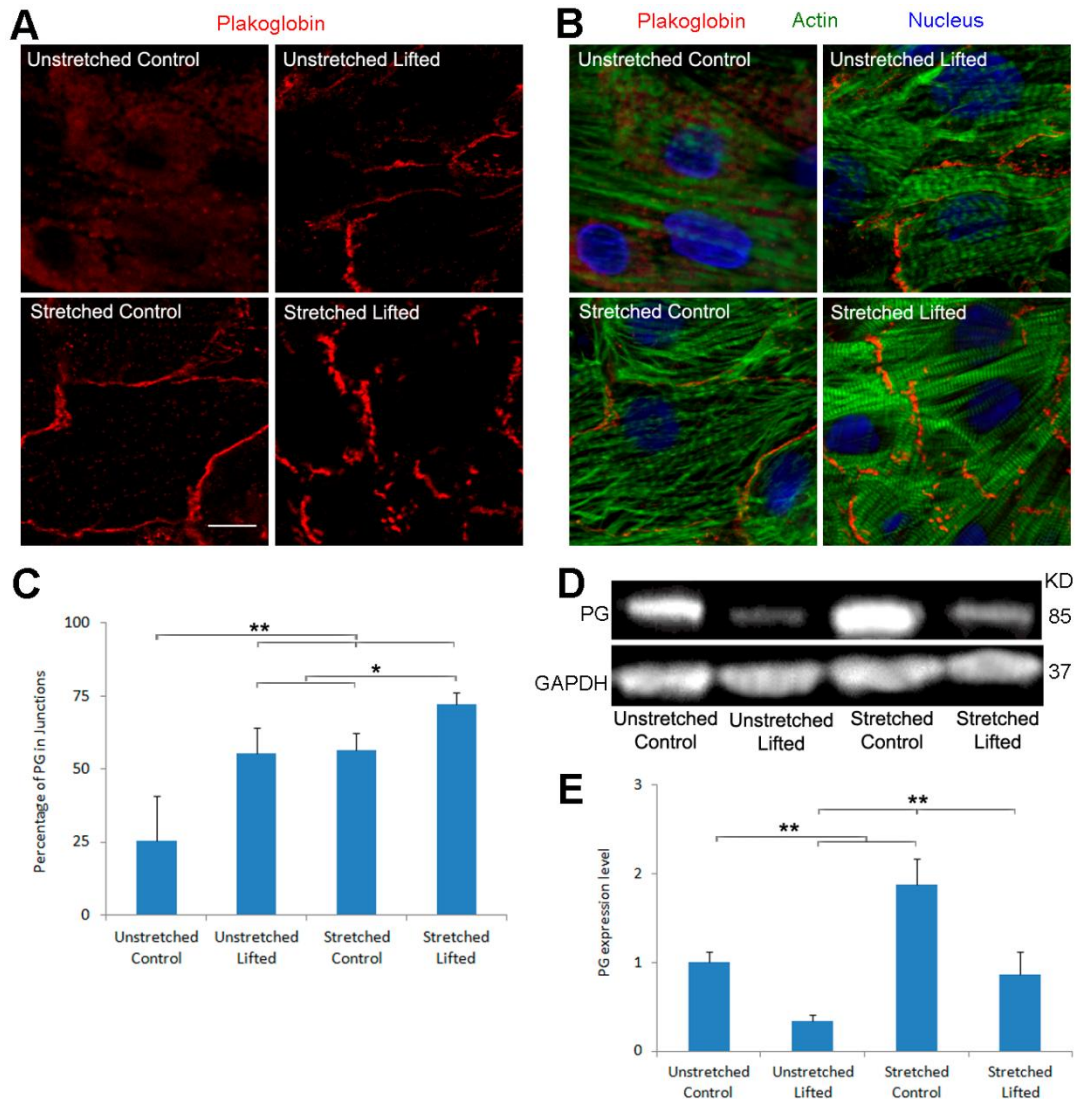 A
Plakoglobin
Unstretched Control
Unstretched Lifted
Stretched Control
Stretched Lifted
B
Plakoglobin Actin Nucleus
Unstretched Control
Unstretched Lifted
Stretched Control
Stretched Lifted
C
100
75
50
25
0
Percentage of PG in Junctions
**
*
Unstretched
Control
Unstretched
Lifted
Stretched
Control
Stretched
Lifted
D
KD
PG
85
GAPDH
37
Unstretched
Control
Unstretched
Lifted
Stretched
Control
Stretched
Lifted
E
3
2
1
0
PG expression level
**
**
Unstretched
Control
Unstretched
Lifted
Stretched
Control
Stretched
Lifted